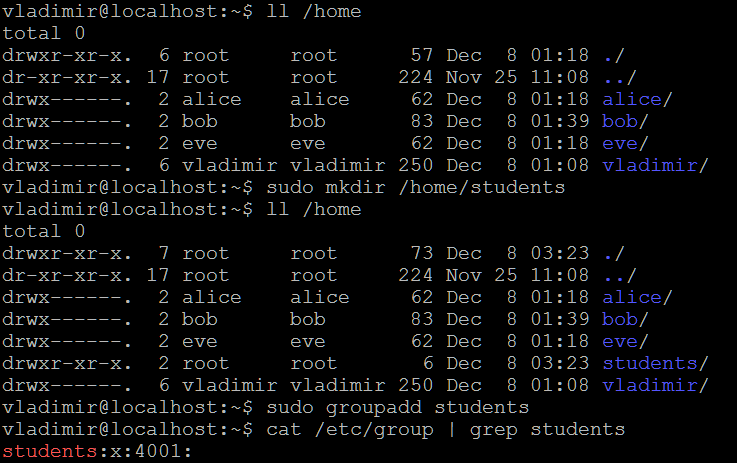 vladimir@localhost:~$ ll /home
total 0
drwxr-xr-x.  6 root     root      57 Dec  8 01:18 ./
dr-xr-xr-x. 17 root     root     224 Nov 25 11:08 ../
drwx------.  2 alice    alice     62 Dec  8 01:18 alice/
drwx------.  2 bob      bob       83 Dec  8 01:39 bob/
drwx------.  2 eve      eve       62 Dec  8 01:18 eve/
drwx------.  6 vladimir vladimir 250 Dec  8 01:08 vladimir/
vladimir@localhost:~$ sudo mkdir /home/students
vladimir@localhost:~$ ll /home
total 0
drwxr-xr-x.  7 root     root      73 Dec  8 03:23 ./
dr-xr-xr-x. 17 root     root     224 Nov 25 11:08 ../
drwx------.  2 alice    alice     62 Dec  8 01:18 alice/
drwx------.  2 bob      bob       83 Dec  8 01:39 bob/
drwx------.  2 eve      eve       62 Dec  8 01:18 eve/
drwxr-xr-x.  2 root     root       6 Dec  8 03:23 students/
drwx------.  6 vladimir vladimir 250 Dec  8 01:08 vladimir/
vladimir@localhost:~$ sudo groupadd students
vladimir@localhost:~$ cat /etc/group | grep students
students:x:4001: